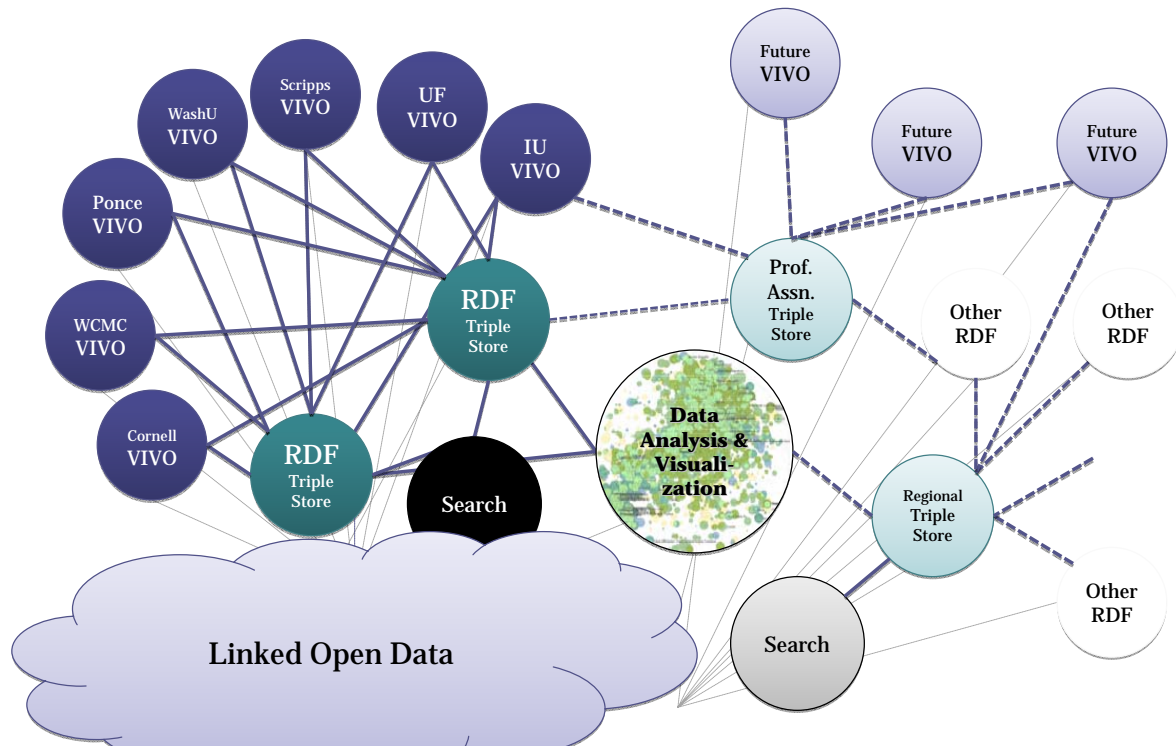 Future
VIVO
Scripps
VIVO
UF
VIVO
WashU
VIVO
IU
VIVO
Future
VIVO
Future
VIVO
Ponce
VIVO
RDF
Triple
Store
Prof.
Assn.
Triple
Store
WCMC
VIVO
Other
RDF
Other
RDF
Data
Analysis &
Visuali-
zation
Cornell
VIVO
RDF
Triple
Store
Search
Regional
Triple
Store
Other
RDF
Linked Open Data
Search